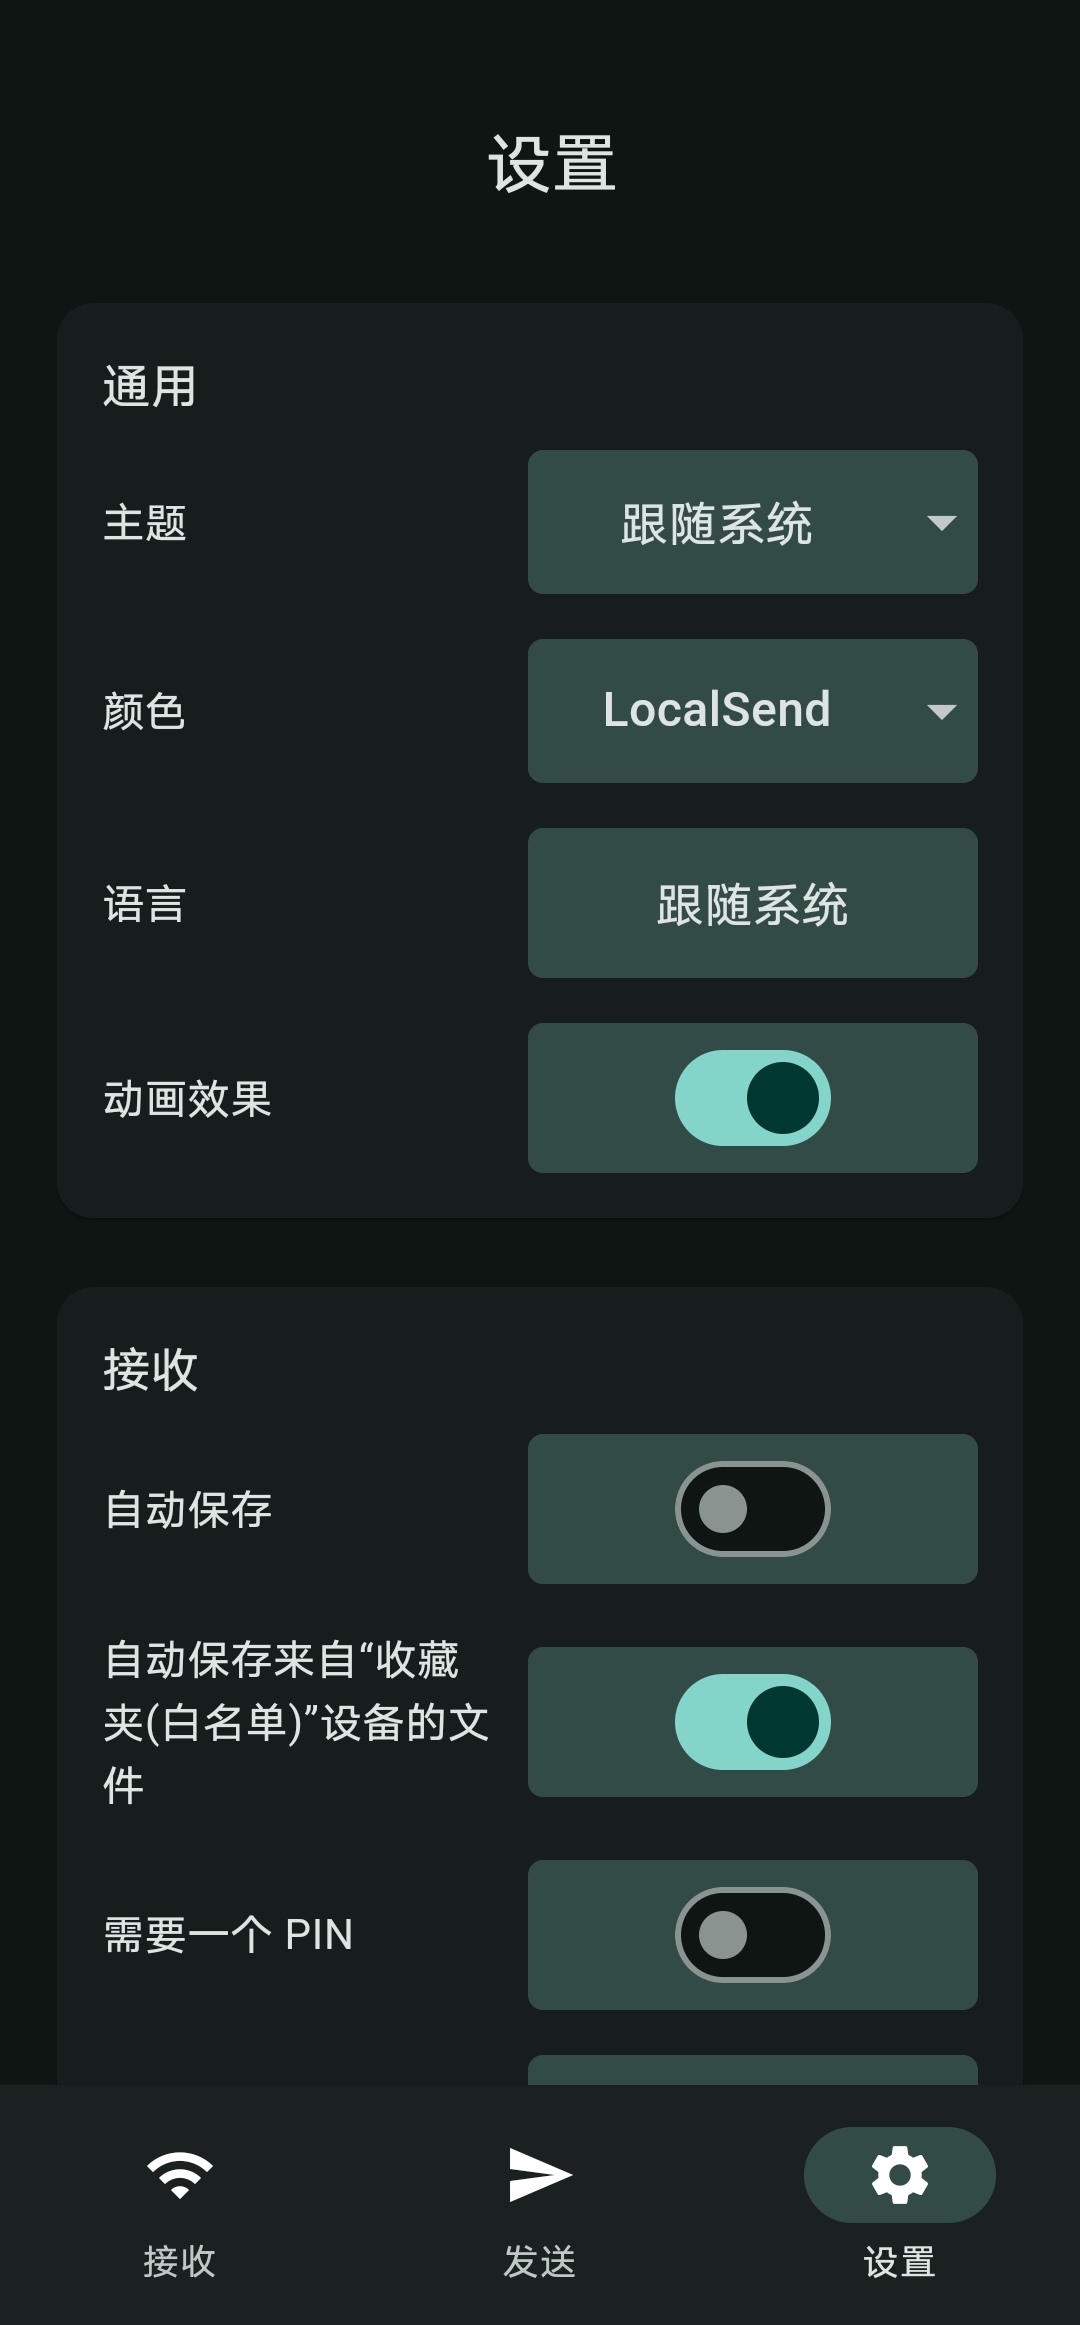 设置
通用
主题
跟随系统
颜色
LocalSend
语言
跟随系统
动画效果
接收
自动保存
自动保存来自“收藏
夹(白名单)”设备的文
件
需要一个 PIN
接收
发送
设置